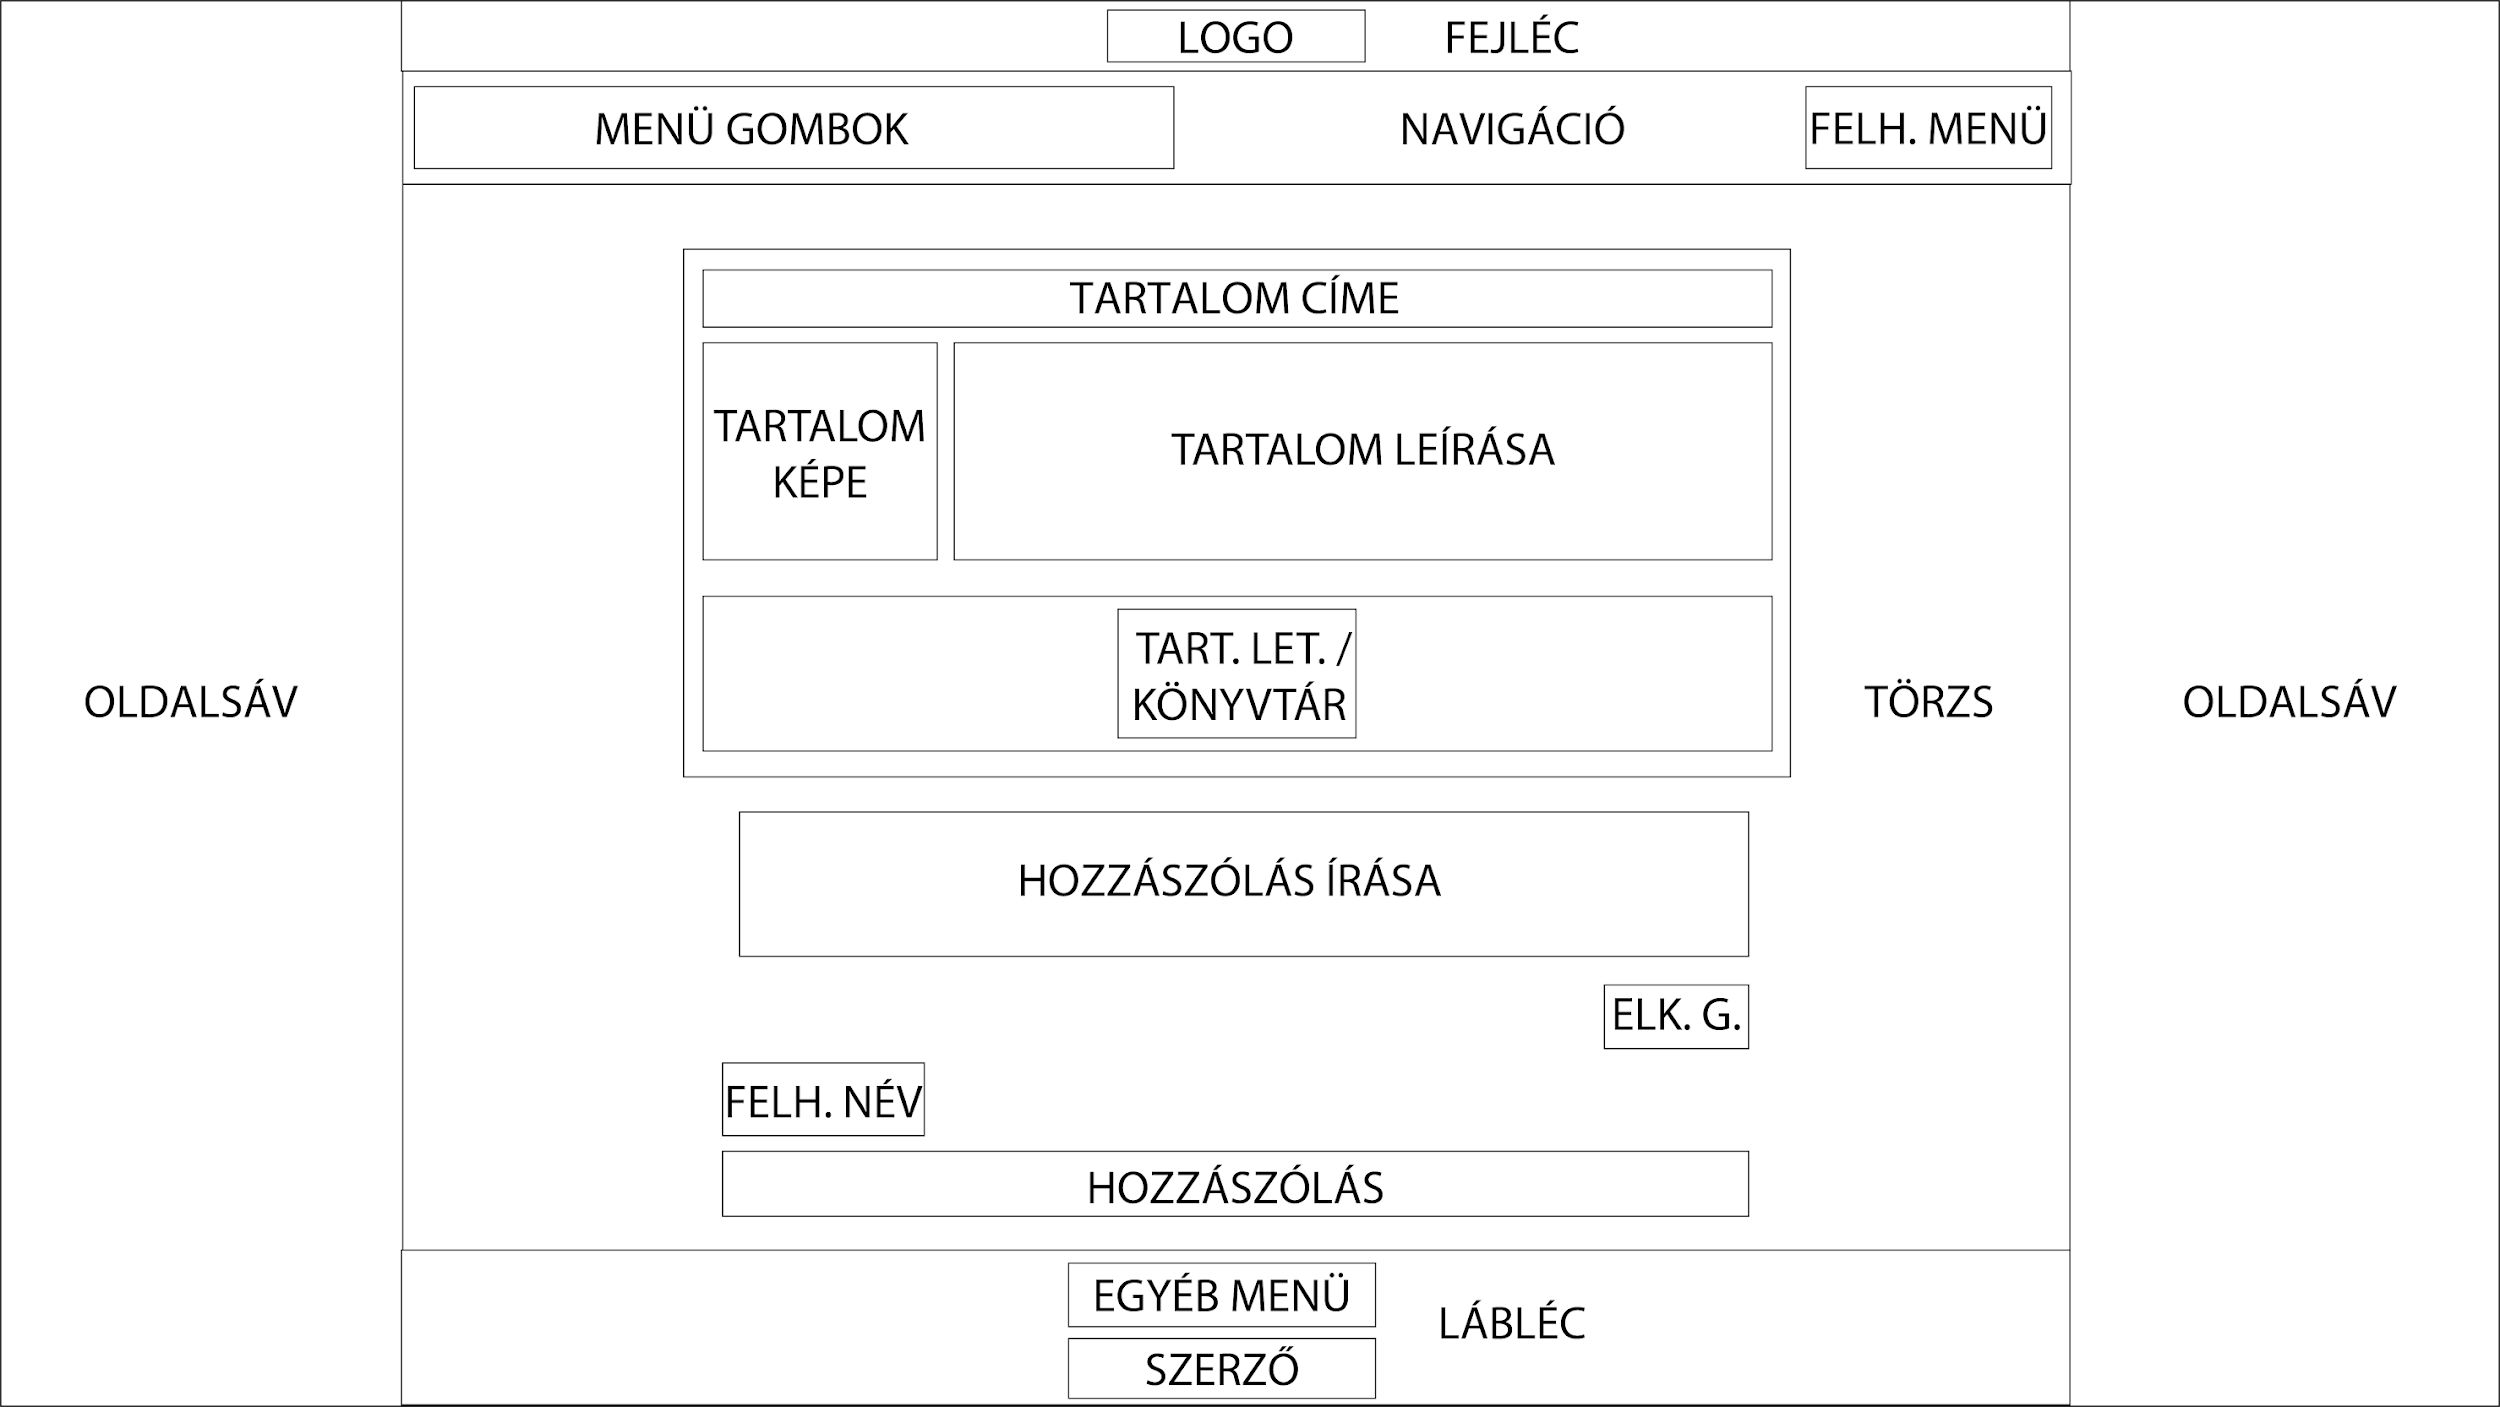 LOGO
FEJLÉC
MENÜ GOMBOK
NAVIGÁCIÓ
FELH. MENÜ
TARTALOM CÍME
TARTALOM
KÉPE
TARTALOM LEÍRÁSA
TART. LET. /
KÖNYVTÁR
OLDALSÁV
TÖRZS
OLDALSÁV
HOZZÁSZÓLÁS ÍRÁSA
ELK. G.
FELH. NÉV
HOZZÁSZÓLÁS
EGYÉB MENÜ
LÁBLÉC
SZERZŐ